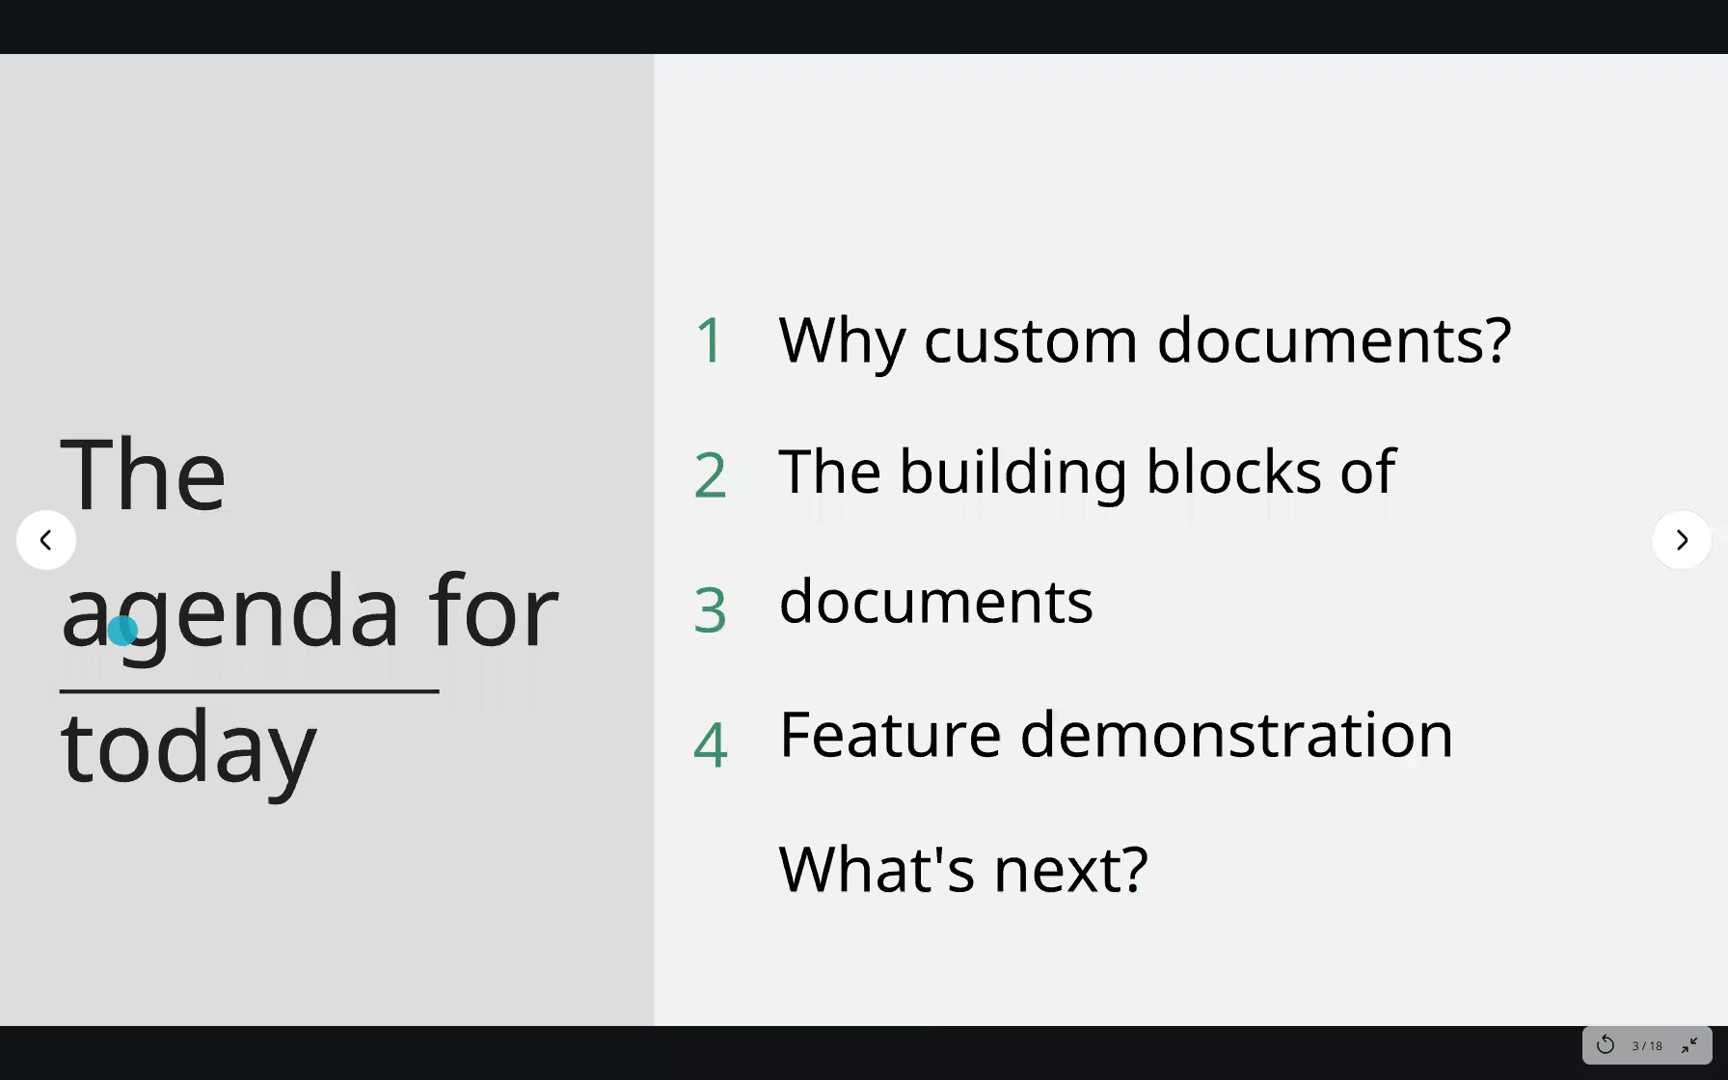 The
agenda for
today
1 Why custom documents?
2 The building blocks of
3 documents
4 Feature demonstration
What's next?
3 / 18